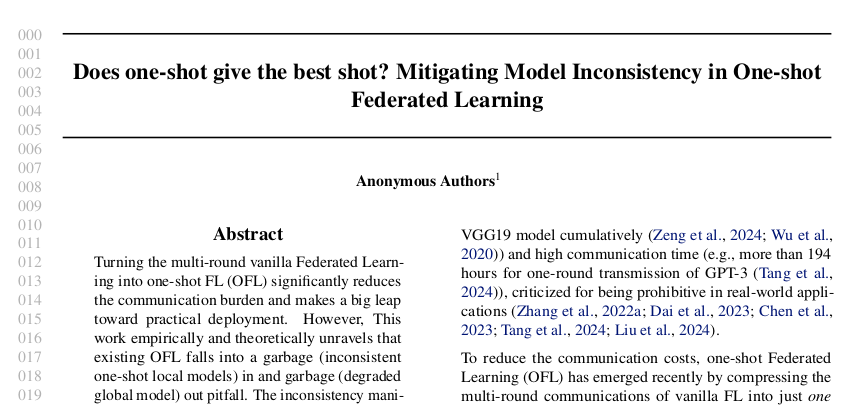 000
001
002
003
004
005
006
007
008
009
010
011
012
013
014
015
016
017
018
019
Does one-shot give the best shot? Mitigating Model Inconsistency in One-shot
Federated Learning
Anonymous Authors1
Abstract
Turning the multi-round vanilla Federated Learn-
ing into one-shot FL (OFL) significantly reduces
the communication burden and makes a big leap
toward practical deployment. However, This
work empirically and theoretically unravels that
existing OFL falls into a garbage (inconsistent
one-shot local models) in and garbage (degraded
global model) out pitfall. The inconsistency mani-
VGG19 model cumulatively (Zeng et al., 2024; Wu et al.,
2020)) and high communication time (e.g., more than 194
hours for one-round transmission of GPT-3 (Tang et al.,
2024)), criticized for being prohibitive in real-world appli-
cations (Zhang et al., 2022a; Dai et al., 2023; Chen et al.,
2023; Tang et al., 2024; Liu et al., 2024).
To reduce the communication costs, one-shot Federated
Learning (OFL) has emerged recently by compressing the
multi-round communications of vanilla FL into just one